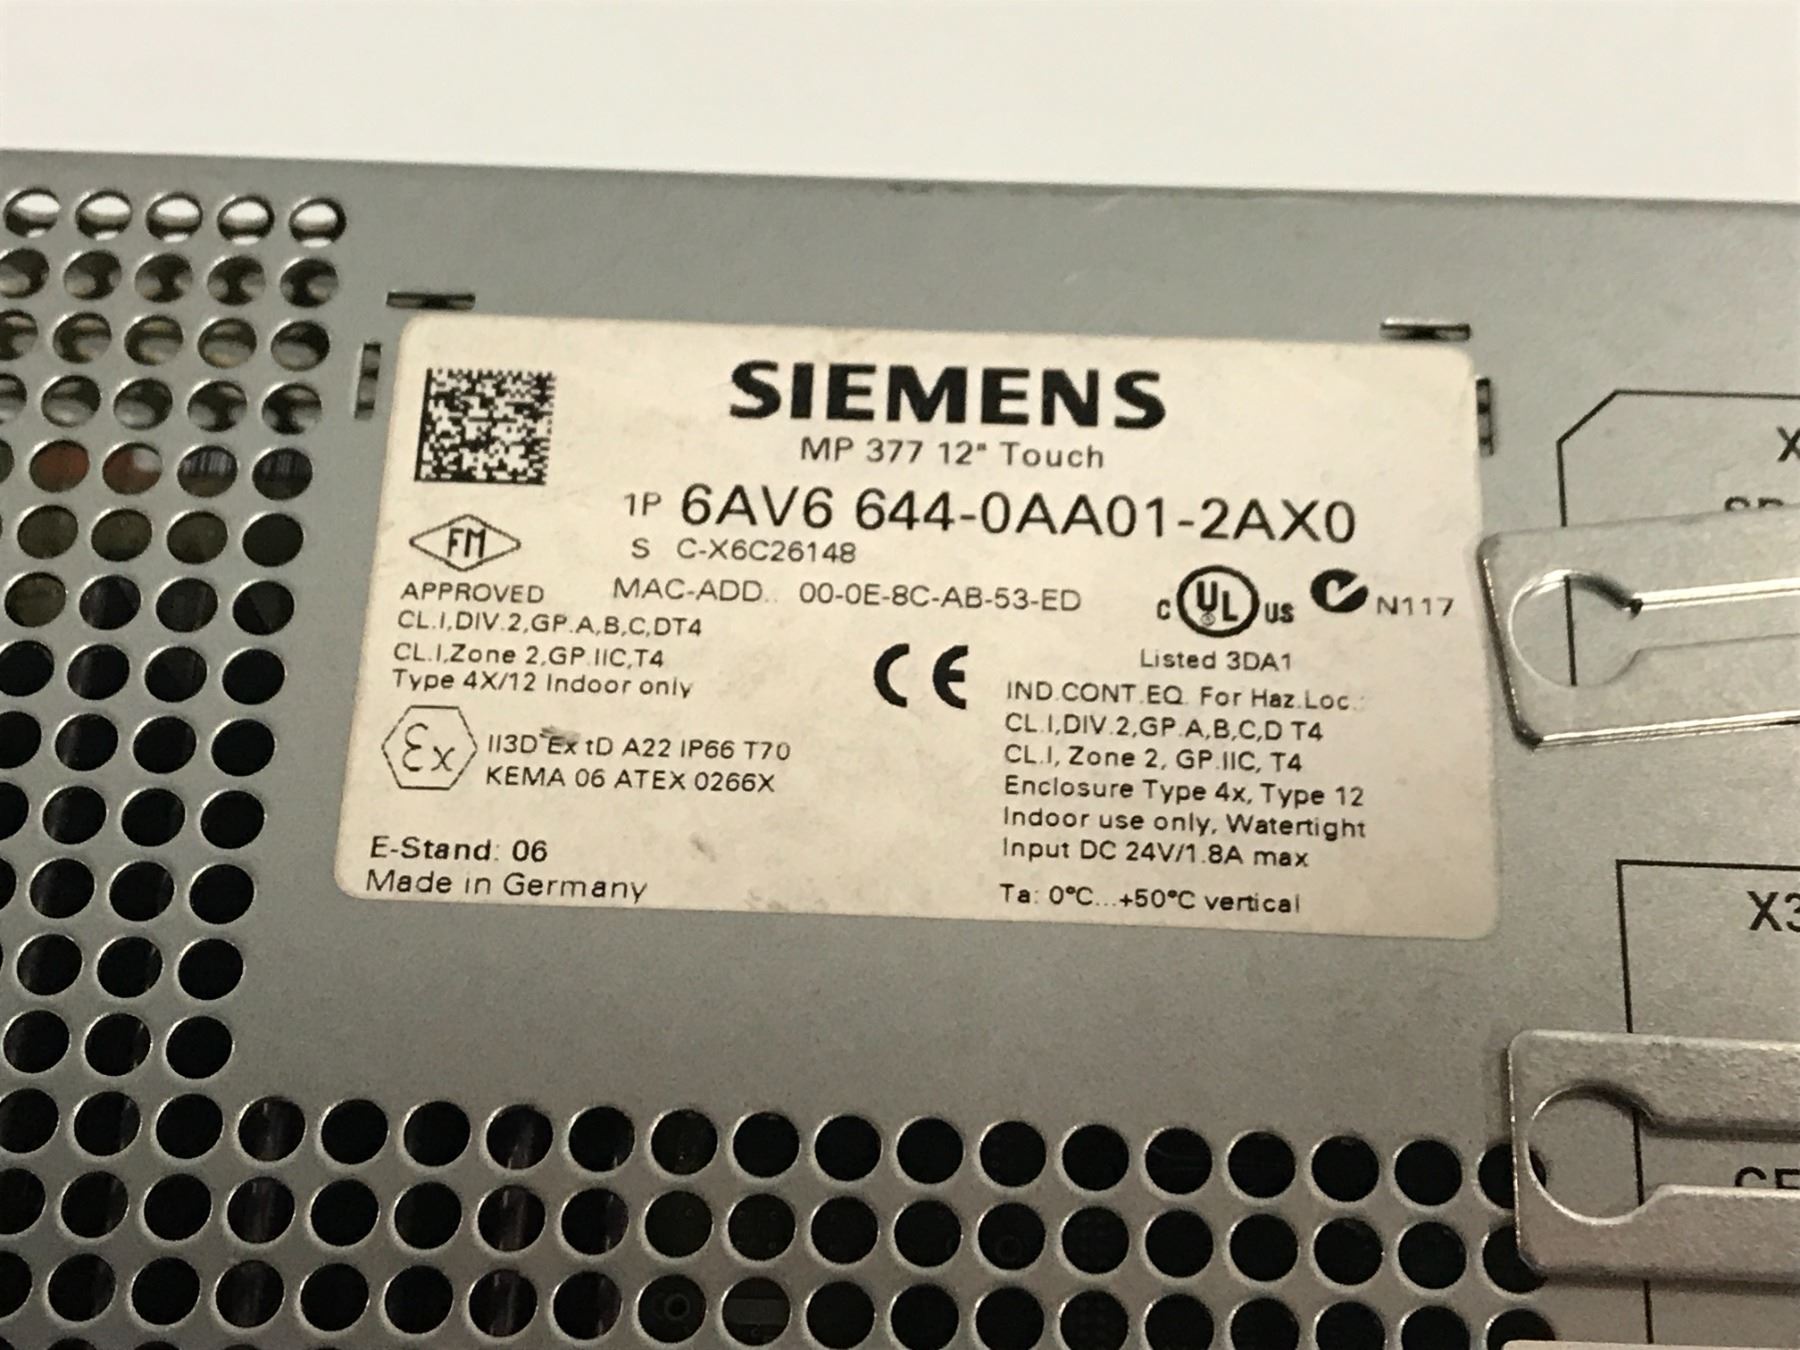 SIEMENS
MP 377 12" Touch
1P 6AV6 644-0AA01-2AX0
S C-X6C26148
MAC-ADD.. 00-0E-8C-AB-53-ED
FM
APPROVED
CL.I,DIV.2,GP.A,B,C,DT4
CL.I,Zone 2,GP.IIC,T4
Type 4X/12 Indoor only
Ex
II3D Ex tD A22 IP66 T70
KEMA 06 ATEX 0266X
E-Stand: 06
Made in Germany
CE
C UL ® US N117
Listed 3DA1
IND.CONT.EQ. For Haz.Loc.:
CL.I,DIV.2,GP.A,B,C,D T4
CL.I, Zone 2, GP.IIC, T4
Enclosure Type 4x, Type 12
Indoor use only, Watertight
Input DC 24V/1.8A max
Ta: 0°C...+50°C vertical
X
X3